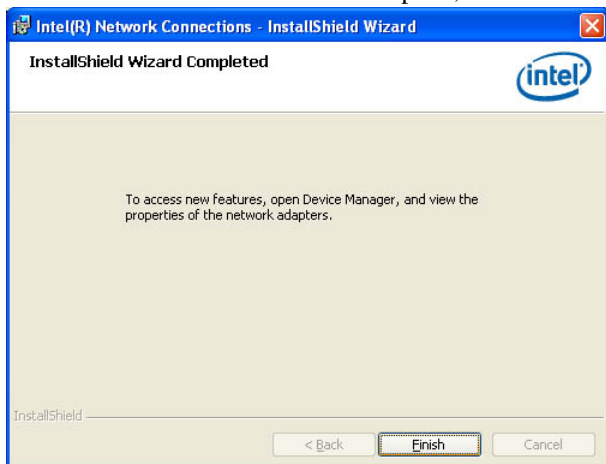 Intel(R) Network Connections - InstallShield Wizard
InstallShield Wizard Completed
intel
To access new features, open Device Manager, and view the
properties of the network adapters.
InstallShield
< Back
Finish
Cancel